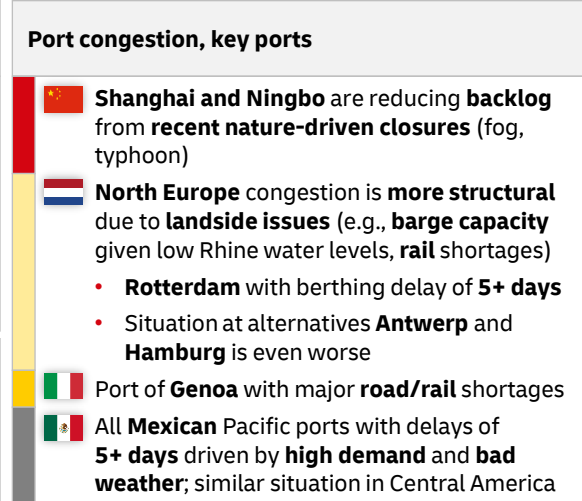 Port congestion, key ports
Shanghai and Ningbo are reducing backlog
from recent nature-driven closures (fog,
typhoon)
North Europe congestion is more structural
due to landside issues (e.g., barge capacity
given low Rhine water levels, rail shortages)
• Rotterdam with berthing delay of 5+ days
• Situation at alternatives Antwerp and
Hamburg is even worse
Port of Genoa with major road/rail shortages
All Mexican Pacific ports with delays of
5+ days driven by high demand and bad
weather; similar situation in Central America